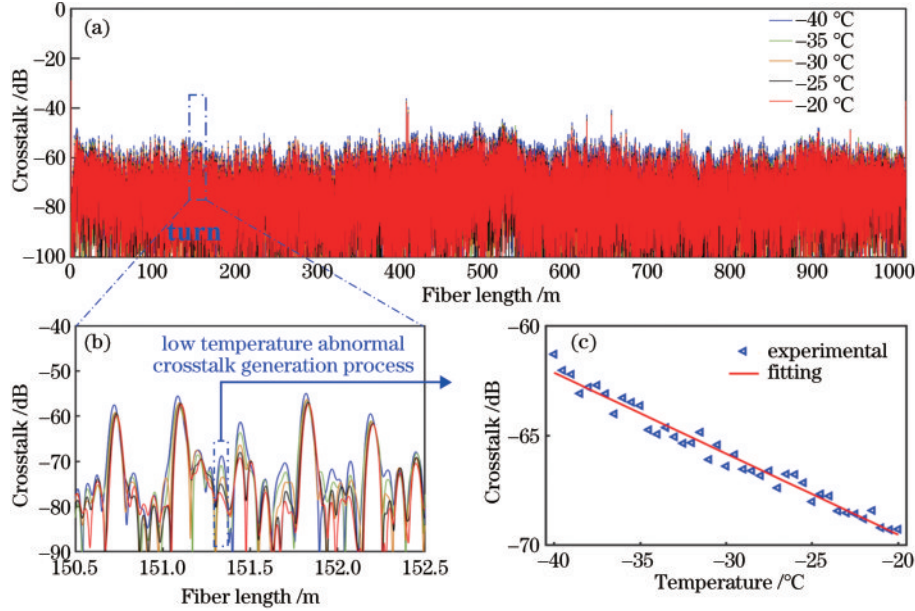 (a)
0
−20
−40
−60
−80
−100
Crosstalk /dB
−40 °C
−35 °C
−30 °C
−25 °C
−20 °C
turn
0 100 200 300 400 500 600 700 800 900 1000
Fiber length /m
(b)
−40
−50
−60
−70
−80
−90
Crosstalk /dB
low temperature abnormal
crosstalk generation process
150.5 151.0 151.5 152.0 152.5
Fiber length /m
(c)
−60
−65
−70
Crosstalk /dB
experimental
fitting
−40 −35 −30 −25 −20
Temperature /°C